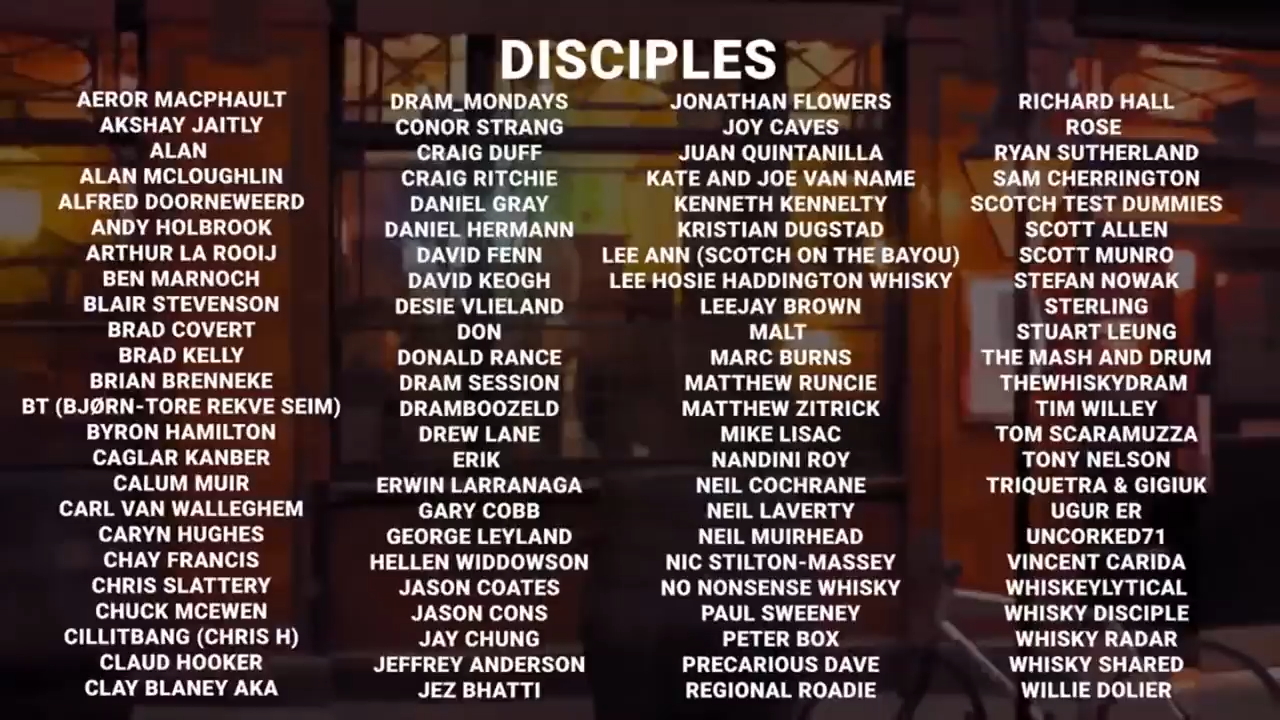 DISCIPLES
AEROR MACPHAULT
AKSHAY JAITLY
ALAN
ALAN MCLOUGHLIN
ALFRED DOORNEWEERD
ANDY HOLBROOK
ARTHUR LA ROOIJ
BEN MARNOCH
BLAIR STEVENSON
BRAD COVERT
BRAD KELLY
BRIAN BRENNEKE
BT (BJØRN-TORE REKVE SEIM)
BYRON HAMILTON
CAGLAR KANBER
CALUM MUIR
CARL VAN WALLEGHEM
CARYN HUGHES
CHAY FRANCIS
CHRIS SLATTERY
CHUCK MCEWEN
CILLITBANG (CHRIS H)
CLAUD HOOKER
CLAY BLANEY AKA
DRAM_MONDAYS
CONOR STRANG
CRAIG DUFF
CRAIG RITCHIE
DANIEL GRAY
DANIEL HERMANN
DAVID FENN
DAVID KEOGH
DESIE VLIELAND
DON
DONALD RANCE
DRAM SESSION
DRAMBOOZELD
DREW LANE
ERIK
ERWIN LARRANAGA
GARY COBB
GEORGE LEYLAND
HELLEN WIDDOWSON
JASON COATES
JASON CONS
JAY CHUNG
JEFFREY ANDERSON
JEZ BHATTI
JONATHAN FLOWERS
JOY CAVES
JUAN QUINTANILLA
KATE AND JOE VAN NAME
KENNETH KENNELTY
KRISTIAN DUGSTAD
LEE ANN (SCOTCH ON THE BAYOU)
LEE HOSIE HADDINGTON WHISKY
LEEJAY BROWN
MALT
MARC BURNS
MATTHEW RUNCIE
MATTHEW ZITRICK
MIKE LISAC
NANDINI ROY
NEIL COCHRANE
NEIL LAVERTY
NEIL MUIRHEAD
NIC STILTON-MASSEY
NO NONSENSE WHISKY
PAUL SWEENEY
PETER BOX
PRECARIOUS DAVE
REGIONAL ROADIE
RICHARD HALL
ROSE
RYAN SUTHERLAND
SAM CHERRINGTON
SCOTCH TEST DUMMIES
SCOTT ALLEN
SCOTT MUNRO
STEFAN NOWAK
STERLING
STUART LEUNG
THE MASH AND DRUM
THEWHISKYDRAM
TIM WILLEY
TOM SCARAMUZZA
TONY NELSON
TRIQUETRA & GIGIUK
UGUR ER
UNCORKED71
VINCENT CARIDA
WHISKEYLYTICAL
WHISKY DISCIPLE
WHISKY RADAR
WHISKY SHARED
WILLIE DOLIER